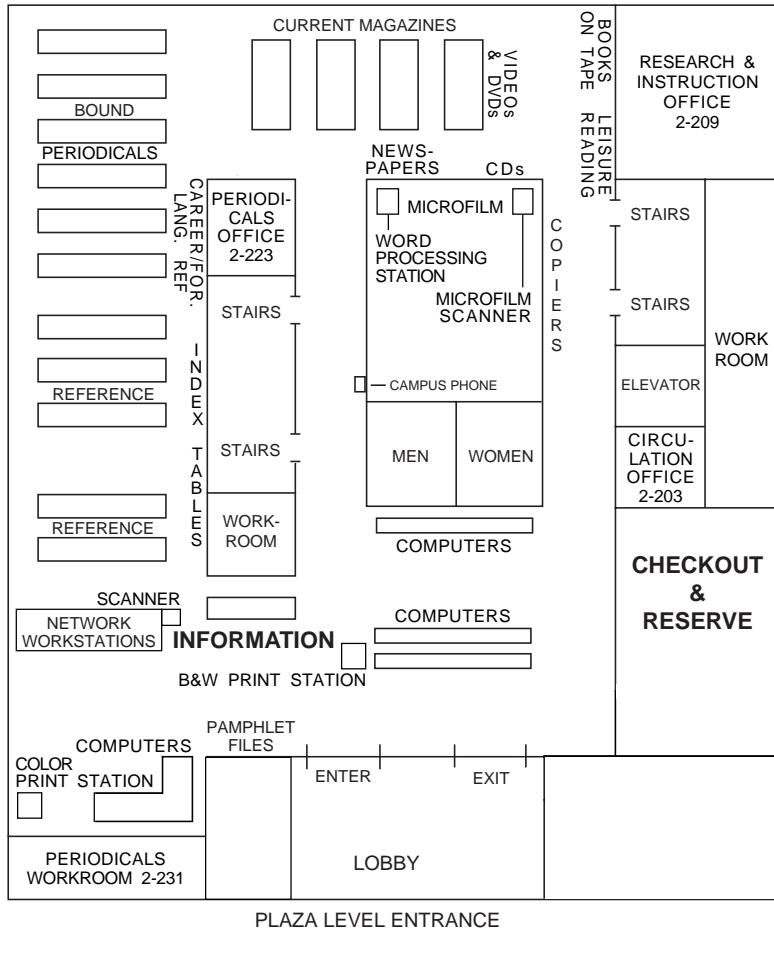 CURRENT MAGAZINES
VIDEOs
& DVDs
BOOKS
ON TAPE
LEISURE
READING
RESEARCH &
INSTRUCTION
OFFICE
2-209
BOUND
PERIODICALS
NEWS-
PAPERS
CDs
CAREER/FOR.
LANG. REF
PERIODI-
CALS
OFFICE
2-223
MICROFILM
WORD
PROCESSING
STATION
MICROFILM
SCANNER
COPIERS
STAIRS
STAIRS
STAIRS
WORK
ROOM
INDEX TABLES
REFERENCE
CAMPUS PHONE
ELEVATOR
STAIRS
MEN
WOMEN
CIRCU-
LATION
OFFICE
2-203
REFERENCE
WORK-
ROOM
COMPUTERS
CHECKOUT
&
RESERVE
SCANNER
NETWORK
WORKSTATIONS
INFORMATION
COMPUTERS
B&W PRINT STATION
PAMPHLET
FILES
COMPUTERS
COLOR
PRINT STATION
ENTER
EXIT
PERIODICALS
WORKROOM 2-231
LOBBY
PLAZA LEVEL ENTRANCE